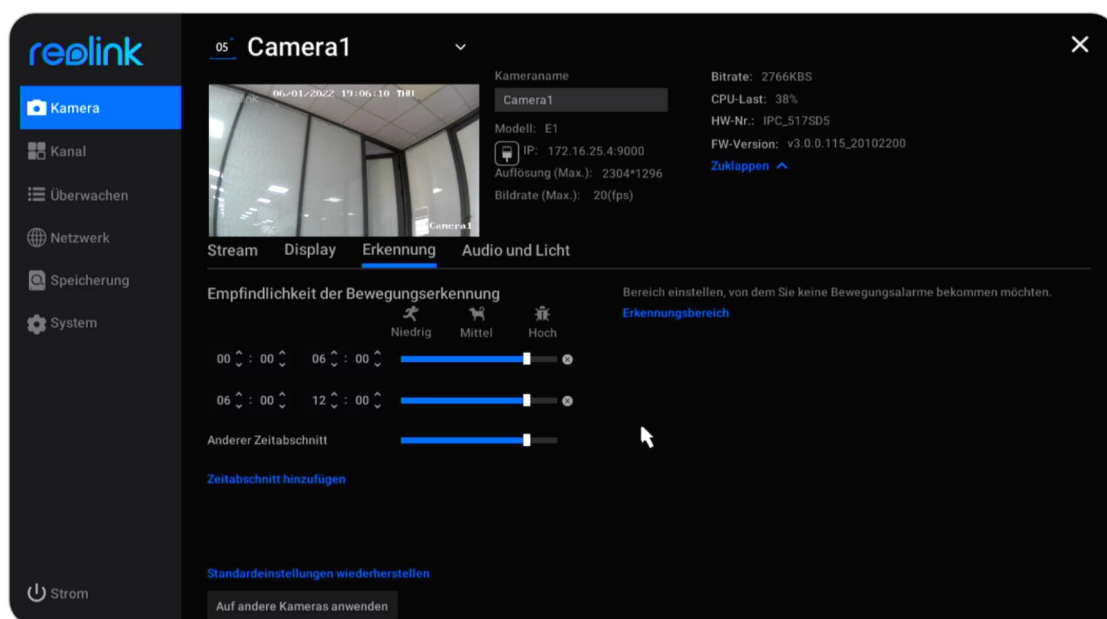 reolink
Kamera
Kanal
Überwachen
Netzwerk
Speicherung
System
Strom
05 Camera1
06/01/2022 19:06:10 THU
reolink
Camera1
Kameraname
Camera1
Modell: E1
IP: 172.16.25.4:9000
Auflösung (Max.): 2304*1296
Bildrate (Max.): 20(fps)
Bitrate: 2766KBS
CPU-Last: 38%
HW-Nr.: IPC_517SD5
FW-Version: v3.0.0.115_20102200
Zuklappen
Stream Display Erkennung Audio und Licht
Empfindlichkeit der Bewegungserkennung
Niedrig Mittel Hoch
00 : 00 06 : 00
06 : 00 12 : 00
Anderer Zeitabschnitt
Zeitabschnitt hinzufügen
Bereich einstellen, von dem Sie keine Bewegungsalarme bekommen möchten.
Erkennungsbereich
Standardeinstellungen wiederherstellen
Auf andere Kameras anwenden